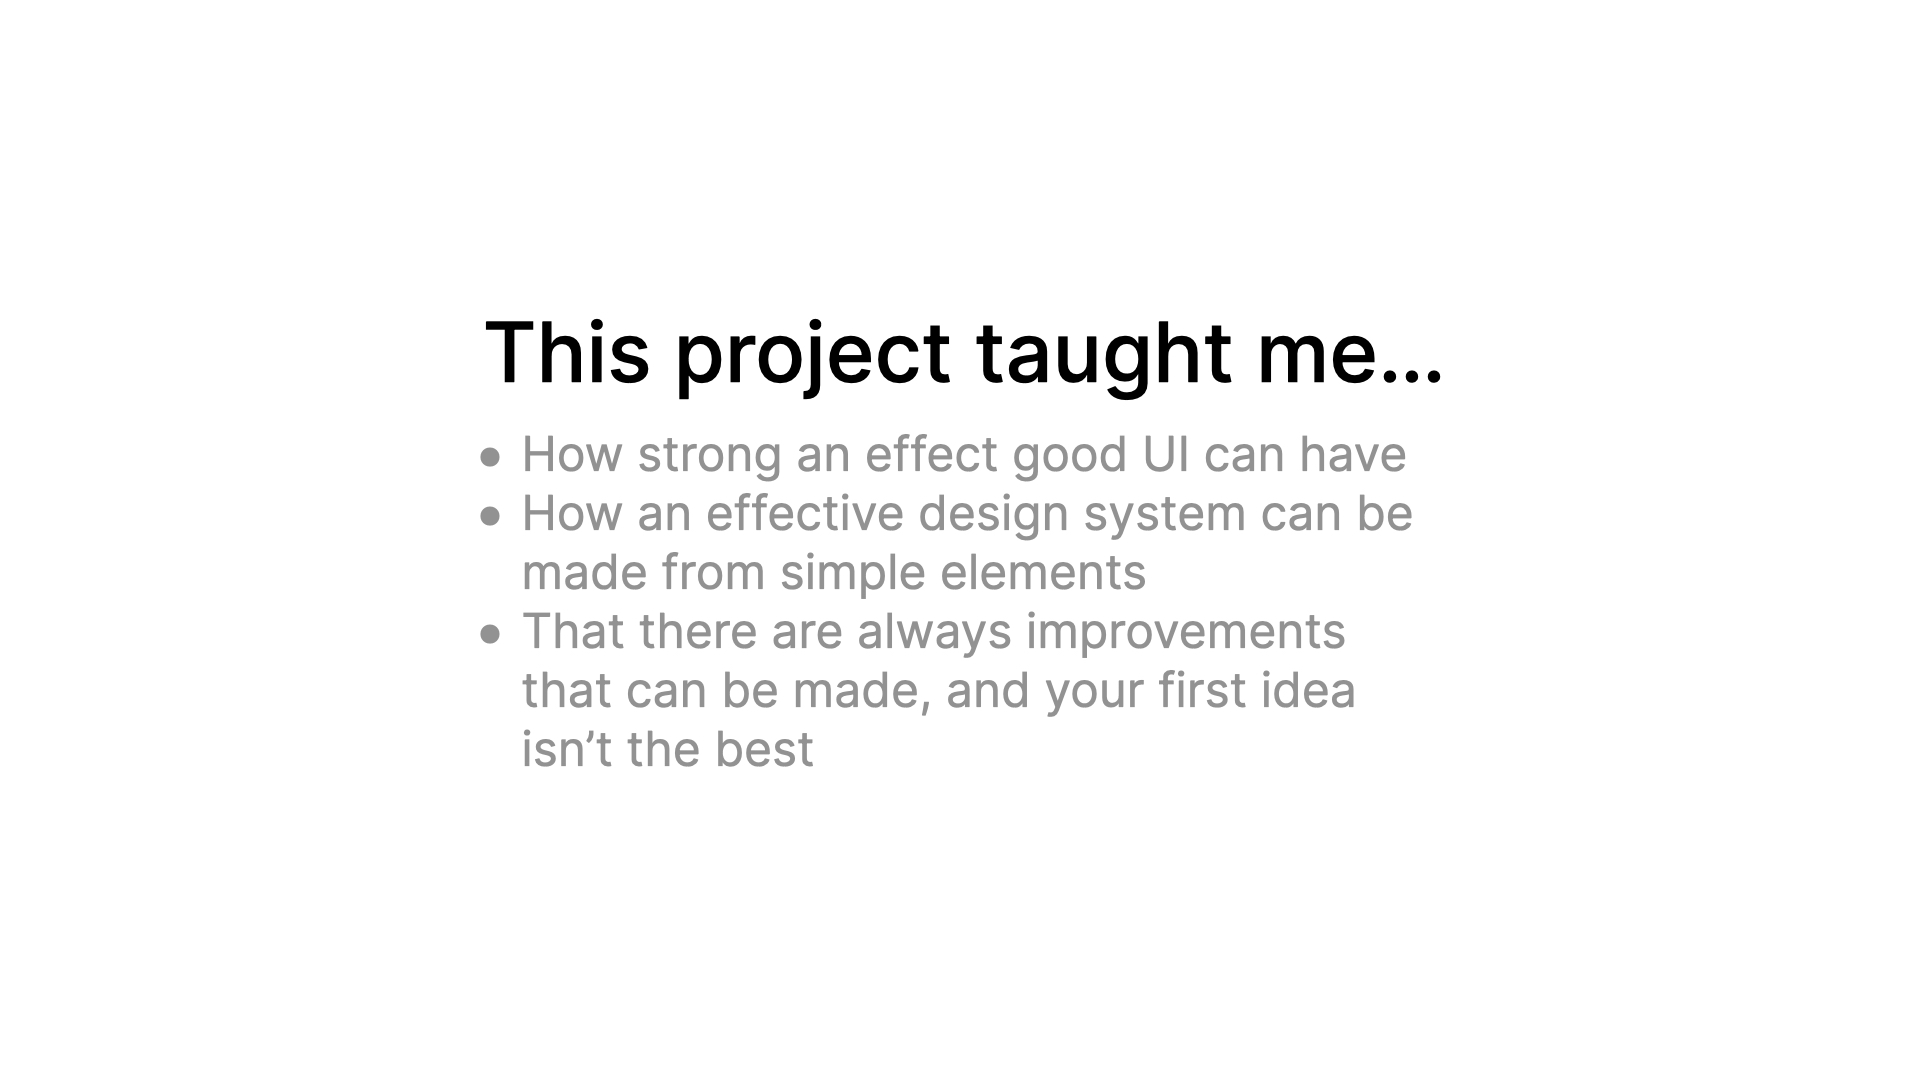 This project taught me...
• How strong an effect good UI can have
• How an effective design system can be
made from simple elements
• That there are always improvements
that can be made, and your first idea
isn’t the best